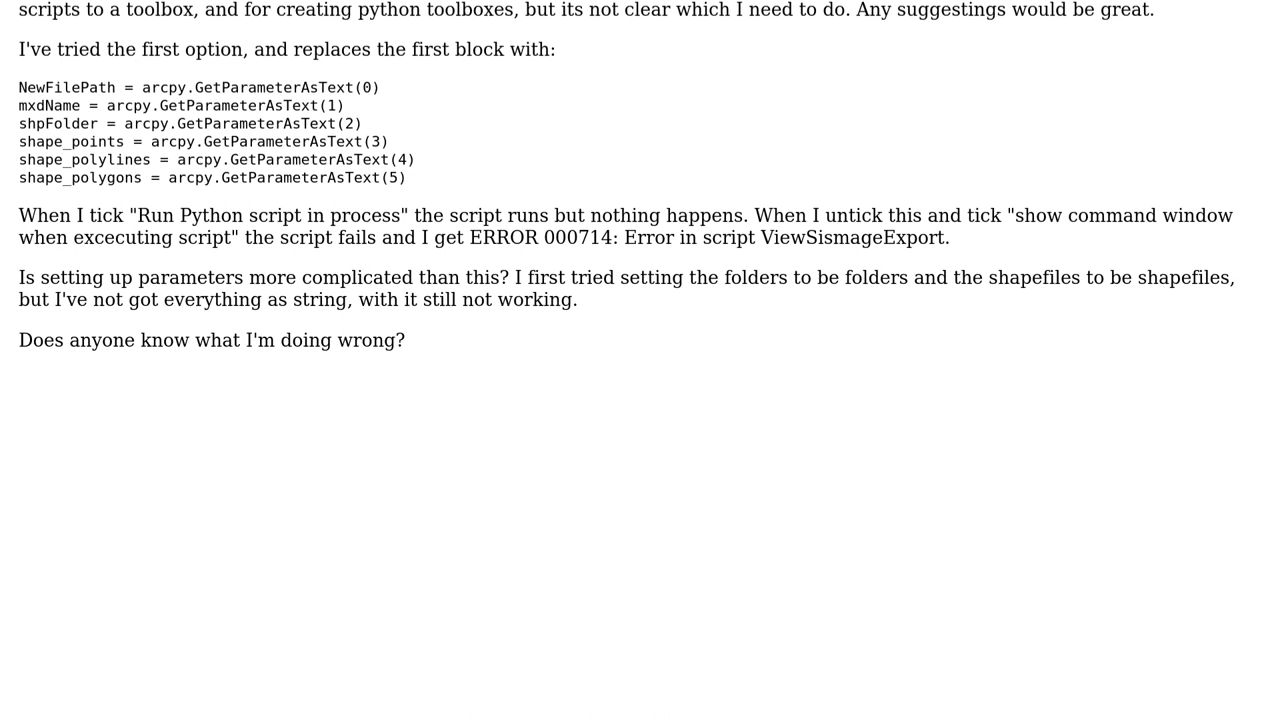 scripts to a toolbox, and for creating python toolboxes, but its not clear which I need to do. Any suggestings would be great.
I've tried the first option, and replaces the first block with:
NewFilePath = arcpy.GetParameterAsText(0)
mxdName = arcpy.GetParameterAsText(1)
shpFolder = arcpy.GetParameterAsText(2)
shape_points = arcpy.GetParameterAsText(3)
shape_polylines = arcpy.GetParameterAsText(4)
shape_polygons = arcpy.GetParameterAsText(5)
When I tick "Run Python script in process" the script runs but nothing happens. When I untick this and tick "show command window
when excecuting script" the script fails and I get ERROR 000714: Error in script ViewSismageExport.
Is setting up parameters more complicated than this? I first tried setting the folders to be folders and the shapefiles to be shapefiles,
but I've not got everything as string, with it still not working.
Does anyone know what I'm doing wrong?